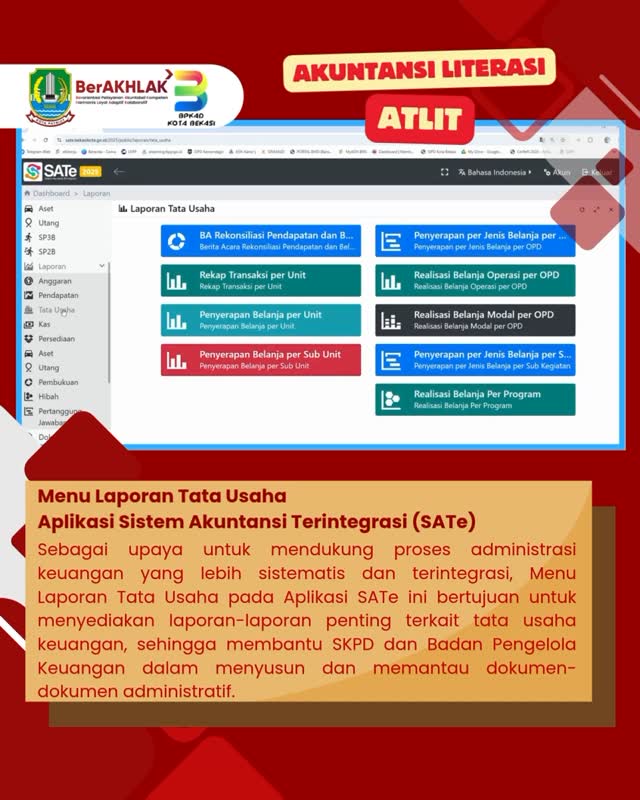 BerAKHLAK
Berorientasi Pelayanan Akuntabel Kompeten
Harmonis Loyal Adaptif Kolaboratif
BPKAD
KOTA BEKASI
AKUNTANSI LITERASI
ATLIT
SATe 2025
Bahasa Indonesia
Akun
Keluar
Dashboard > Laporan
Aset
Utang
SP3B
SP2B
Laporan
Anggaran
Pendapatan
Tata Usaha
Kas
Persediaan
Aset
Utang
Pembukuan
Hibah
Pertanggung
Jawaban
Laporan Tata Usaha
BA Rekonsiliasi Pendapatan dan B...
Berita Acara Rekonsiliasi Pendapatan dan Bel...
Penyerapan per Jenis Belanja per ...
Penyerapan per Jenis Belanja per OPD
Rekap Transaksi per Unit
Rekap Transaksi per Unit
Realisasi Belanja Operasi per OPD
Realisasi Belanja Operasi per OPD
Penyerapan Belanja per Unit
Penyerapan Belanja per Unit
Realisasi Belanja Modal per OPD
Realisasi Belanja Modal per OPD
Penyerapan Belanja per Sub Unit
Penyerapan Belanja per Sub Unit
Penyerapan per Jenis Belanja per S...
Penyerapan per Jenis Belanja per Sub Kegiatan
Realisasi Belanja Per Program
Realisasi Belanja Per Program
Menu Laporan Tata Usaha
Aplikasi Sistem Akuntansi Terintegrasi (SATe)
Sebagai upaya untuk mendukung proses administrasi
keuangan yang lebih sistematis dan terintegrasi, Menu
Laporan Tata Usaha pada Aplikasi SATe ini bertujuan untuk
menyediakan laporan-laporan penting terkait tata usaha
keuangan, sehingga membantu SKPD dan Badan Pengelola
Keuangan dalam menyusun dan memantau dokumen-
dokumen administratif.